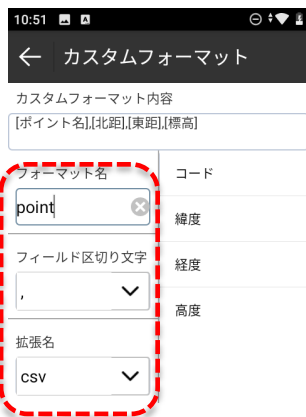 10:51
カスタムフォーマット
カスタムフォーマット内容
[ポイント名],[北距],[東距],[標高]
フォーマット名
point
フィールド区切り文字
,
拡張名
csv
コード
緯度
経度
高度